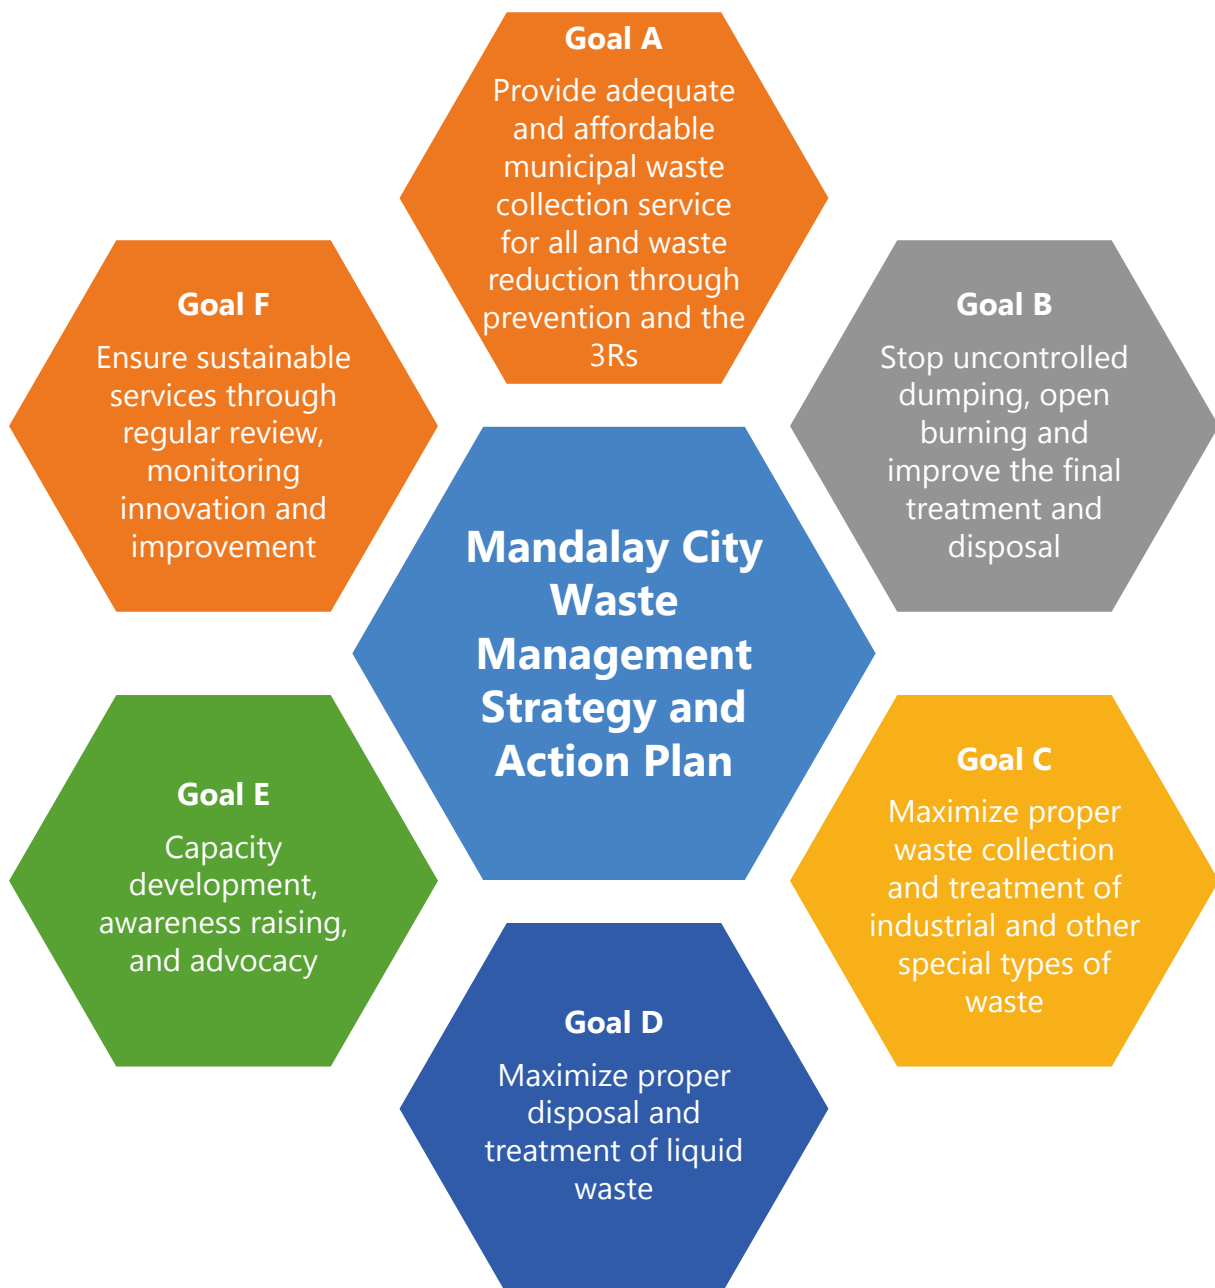 Goal A
Provide adequate
and affordable
municipal waste
collection service
for all and waste
reduction through
prevention and the
3Rs
Goal B
Stop uncontrolled
dumping, open
burning and
improve the final
treatment and
disposal
Goal C
Maximize proper
waste collection
and treatment of
industrial and other
special types of
waste
Goal D
Maximize proper
disposal and
treatment of liquid
waste
Goal E
Capacity
development,
awareness raising,
and advocacy
Goal F
Ensure sustainable
services through
regular review,
monitoring
innovation and
improvement
Mandalay City
Waste
Management
Strategy and
Action Plan